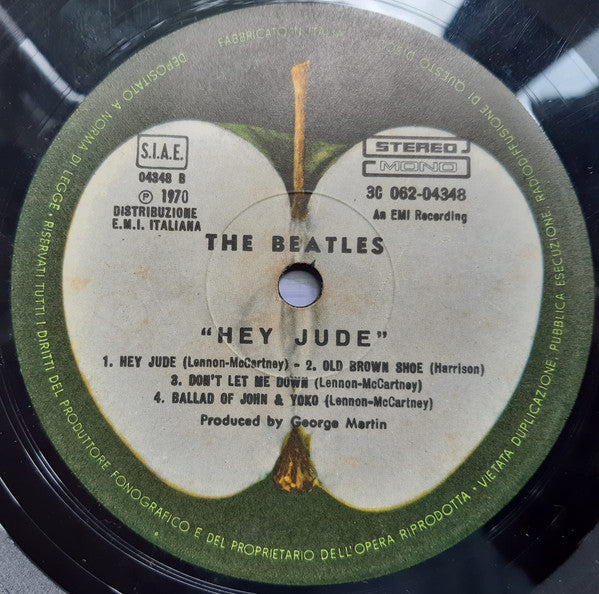 FABBRICATO IN ITALIA
DEPOSITATO A NORMA DI LEGGE • RISERVATI TUTTI I DIRITTI DEL PRODUTTORE FONOGRAFICO E DEL PROPRIETARIO DELL'OPERA RIPRODOTTA • VIETATA DUPLICAZIONE, PUBBLICA ESECUZIONE, RADIODIFFUSIONE DI QUESTO DISCO
S.I.A.E.
04348 B
Ⓟ 1970
DISTRIBUZIONE
E.M.I. ITALIANA
STEREO
MONO
3C 062-04348
An EMI Recording
THE BEATLES
"HEY JUDE"
1. HEY JUDE (Lennon-McCartney) - 2. OLD BROWN SHOE (Harrison)
3. DON'T LET ME DOWN (Lennon-McCartney)
4. BALLAD OF JOHN & YOKO (Lennon-McCartney)
Produced by George Martin